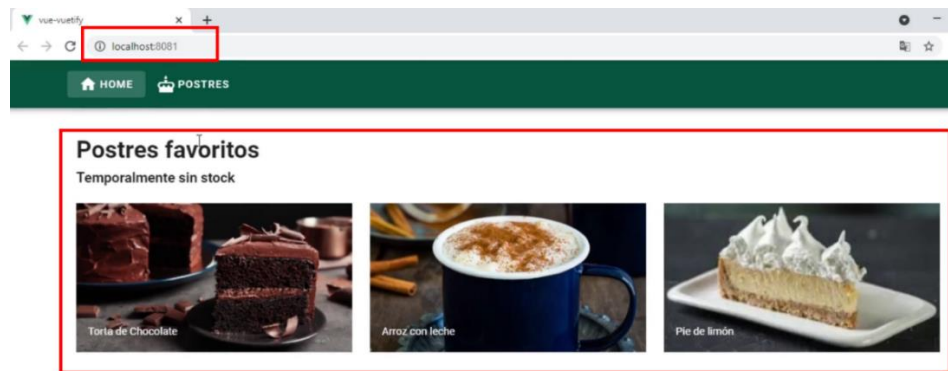 vue-vuetify
localhost:8081
HOME POSTRES
Postres favoritos
Temporalmente sin stock
Torta de Chocolate
Arroz con leche
Pie de limón